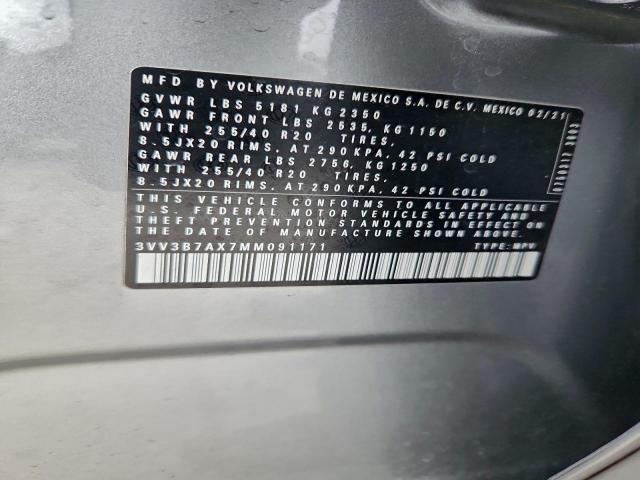 MFD BY VOLKSWAGEN DE MEXICO S.A. DE C.V. MEXICO 02/21
GVWR LBS 5181 KG 2350
GAWR FRONT LBS 2535, KG 1150
WITH 255/40 R20 TIRES,
8.5JX20 RIMS, AT 290 KPA, 42 PSI COLD
GAWR REAR LBS 2756, KG 1250
WITH 255/40 R20 TIRES,
8.5JX20 RIMS, AT 290 KPA, 42 PSI COLD
THIS VEHICLE CONFORMS TO ALL APPLICABLE
U.S. FEDERAL MOTOR VEHICLE SAFETY AND
THEFT PREVENTION STANDARDS IN EFFECT ON
THE DATE OF MANUFACTURE SHOWN ABOVE.
3VV3B7AX7MM091171 TYPE: MPV